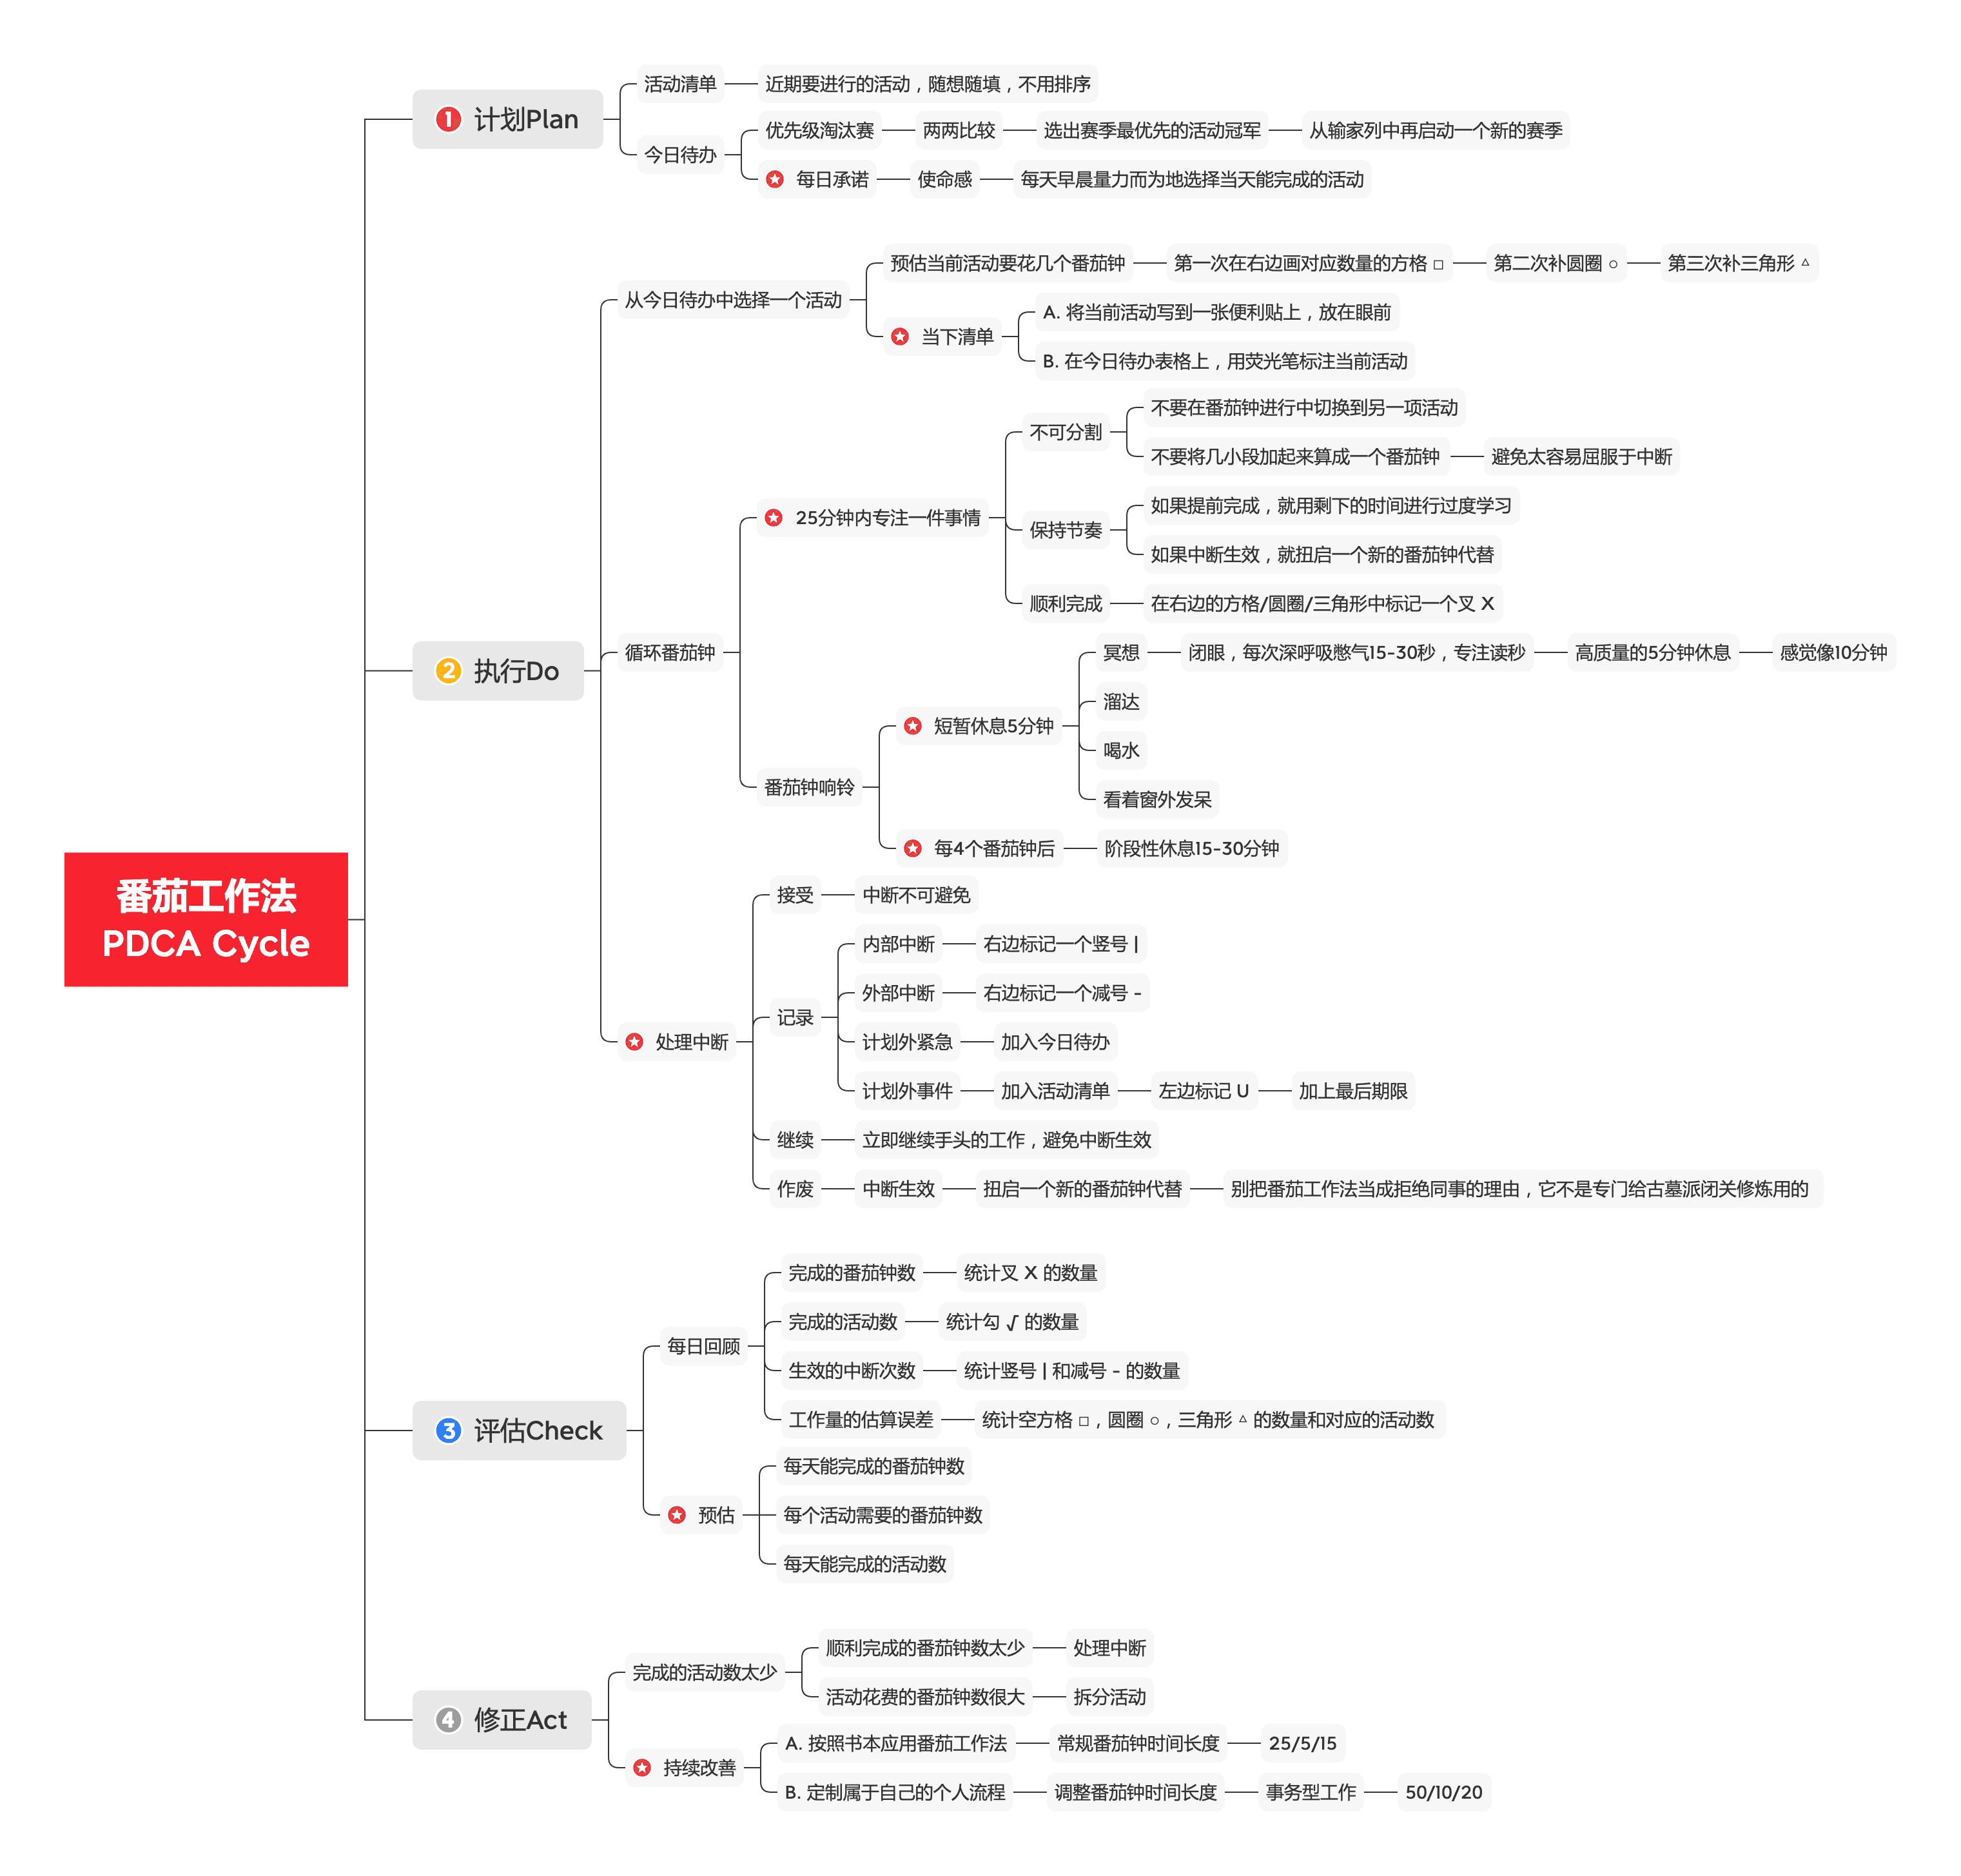 番茄工作法
PDCA Cycle
1 计划Plan
活动清单
近期要进行的活动，随想随填，不用排序
今日待办
优先级淘汰赛
两两比较
选出赛季最优先的活动冠军
从输家列中再启动一个新的赛季
每日承诺
使命感
每天早晨量力而为地选择当天能完成的活动
2 执行Do
从今日待办中选择一个活动
预估当前活动要花几个番茄钟
第一次在右边画对应数量的方格 □
第二次补圆圈 ○
第三次补三角形 △
当下清单
A. 将当前活动写到一张便利贴上，放在眼前
B. 在今日待办表格上，用荧光笔标注当前活动
循环番茄钟
25分钟内专注一件事情
不可分割
不要在番茄钟进行中切换到另一项活动
不要将几小段加起来算成一个番茄钟
避免太容易屈服于中断
保持节奏
如果提前完成，就用剩下的时间进行过度学习
如果中断生效，就扭启一个新的番茄钟代替
顺利完成
在右边的方格/圆圈/三角形中标记一个叉 X
番茄钟响铃
短暂休息5分钟
冥想
闭眼，每次深呼吸憋气15-30秒，专注读秒
高质量的5分钟休息
感觉像10分钟
溜达
喝水
看着窗外发呆
每4个番茄钟后
阶段性休息15-30分钟
处理中断
接受
中断不可避免
记录
内部中断
右边标记一个竖号 |
外部中断
右边标记一个减号 -
计划外紧急
加入今日待办
计划外事件
加入活动清单
左边标记 U
加上最后期限
继续
立即继续手头的工作，避免中断生效
作废
中断生效
扭启一个新的番茄钟代替
别把番茄工作法当成拒绝同事的理由，它不是专门给古墓派闭关修炼用的
3 评估Check
每日回顾
完成的番茄钟数
统计叉 X 的数量
完成的活动数
统计勾 √ 的数量
生效的中断次数
统计竖号 | 和减号 - 的数量
工作量的估算误差
统计空方格 □，圆圈 ○，三角形 △ 的数量和对应的活动数
预估
每天能完成的番茄钟数
每个活动需要的番茄钟数
每天能完成的活动数
4 修正Act
完成的活动数太少
顺利完成的番茄钟数太少
处理中断
活动花费的番茄钟数很大
拆分活动
持续改善
A. 按照书本应用番茄工作法
常规番茄钟时间长度
25/5/15
B. 定制属于自己的个人流程
调整番茄钟时间长度
事务型工作
50/10/20